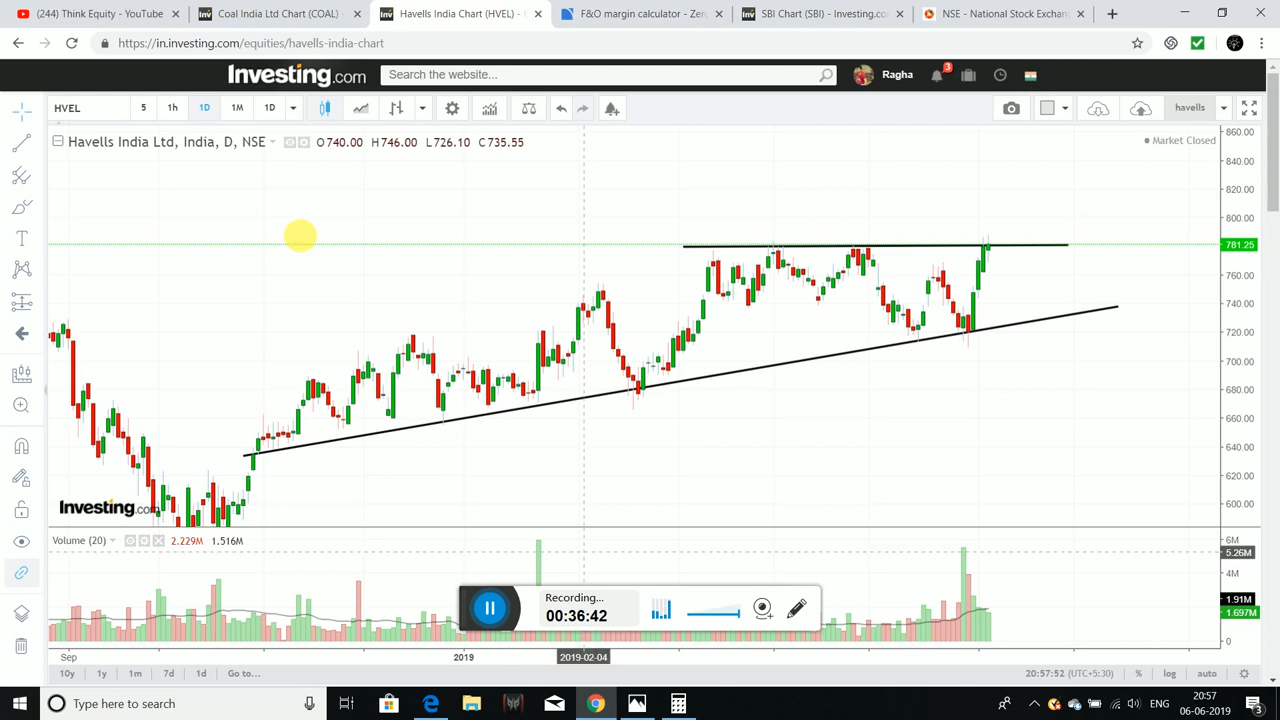 (244) Think Equity - YouTube
Coal India Ltd Chart (COAL) -
Havells India Chart (HVEL) -
F&O margin calculator - Zero
SBI Chart (SBI) - Investing.com
NSE - National Stock Exchan
https://in.investing.com/equities/havells-india-chart
Investing.com
Search the website...
Ragha
3
HVEL
5
1h
1D
1M
1D
havells
Havells India Ltd, India, D, NSE
O740.00 H746.00 L726.10 C735.55
Market Closed
860.00
840.00
820.00
800.00
781.25
760.00
740.00
720.00
700.00
680.00
660.00
640.00
620.00
600.00
Investing.com
Volume (20)
2.229M 1.516M
6M
5.26M
4M
1.91M
1.697M
0
Recording...
00:36:42
Sep
2019
2019-02-04
10y
1y
1m
7d
1d
Go to...
20:57:52 (UTC+5:30)
%
log
auto
Type here to search
ENG
20:57
06-06-2019
3